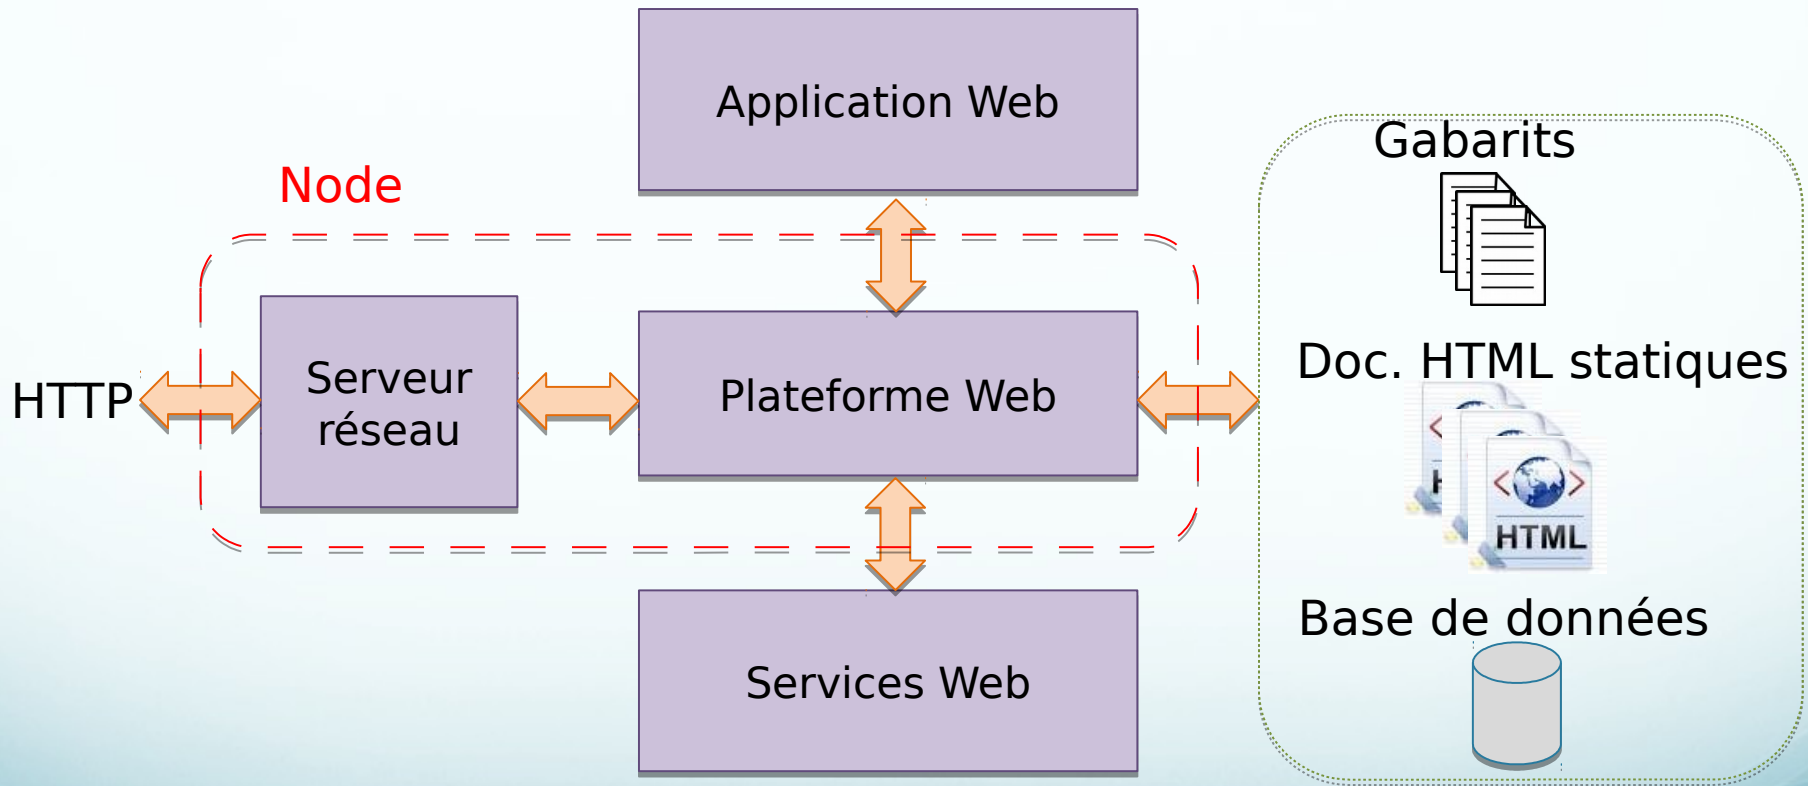 Application Web
Gabarits
Node
Doc. HTML statiques
Serveur
réseau
Plateforme Web
HTTP
HTML
Base de données
Services Web